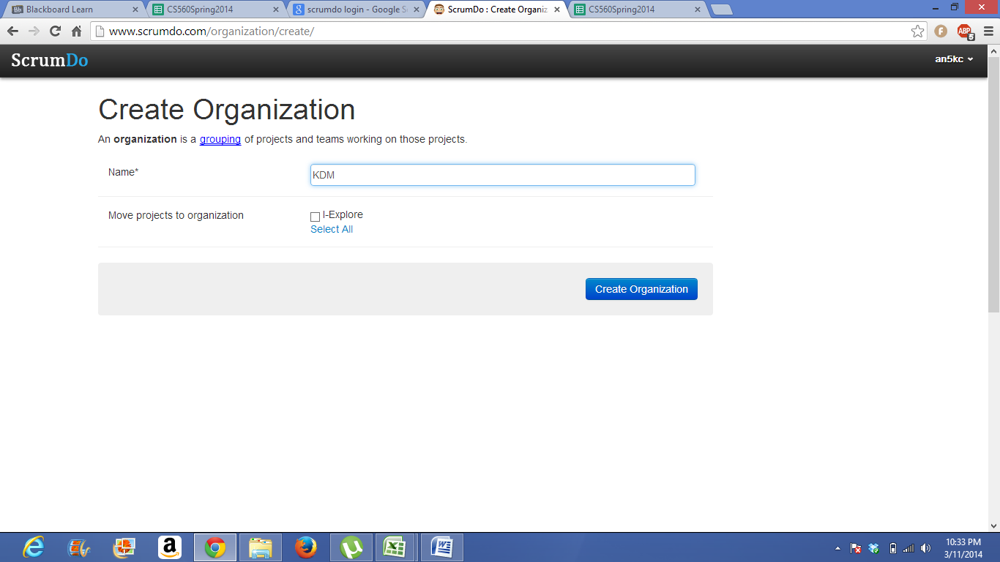 Blackboard Learn
CS560Spring2014
scrumdo login - Google S
ScrumDo : Create Organiz
CS560Spring2014
www.scrumdo.com/organization/create/
ScrumDo
an5kc
Create Organization
An organization is a grouping of projects and teams working on those projects.
Name*
KDM
Move projects to organization
I-Explore
Select All
Create Organization
10:33 PM
3/11/2014